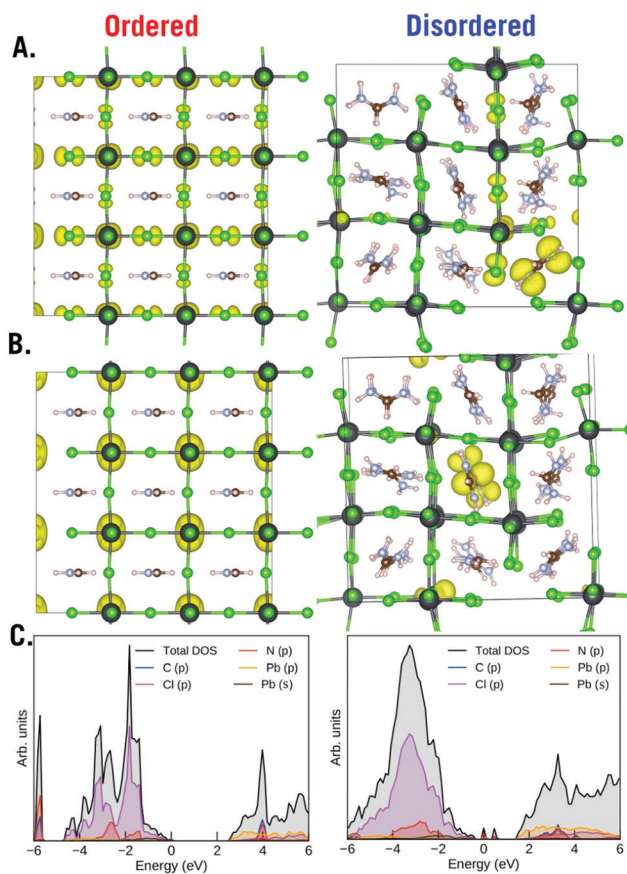 Ordered Disordered
A.
B.
C.
Arb. units
Total DOS N (p)
C (p) Pb (p)
Cl (p) Pb (s)
-6 -4 -2 0 2 4 6
Energy (eV)
Arb. units
Total DOS N (p)
C (p) Pb (p)
Cl (p) Pb (s)
-6 -4 -2 0 2 4 6
Energy (eV)